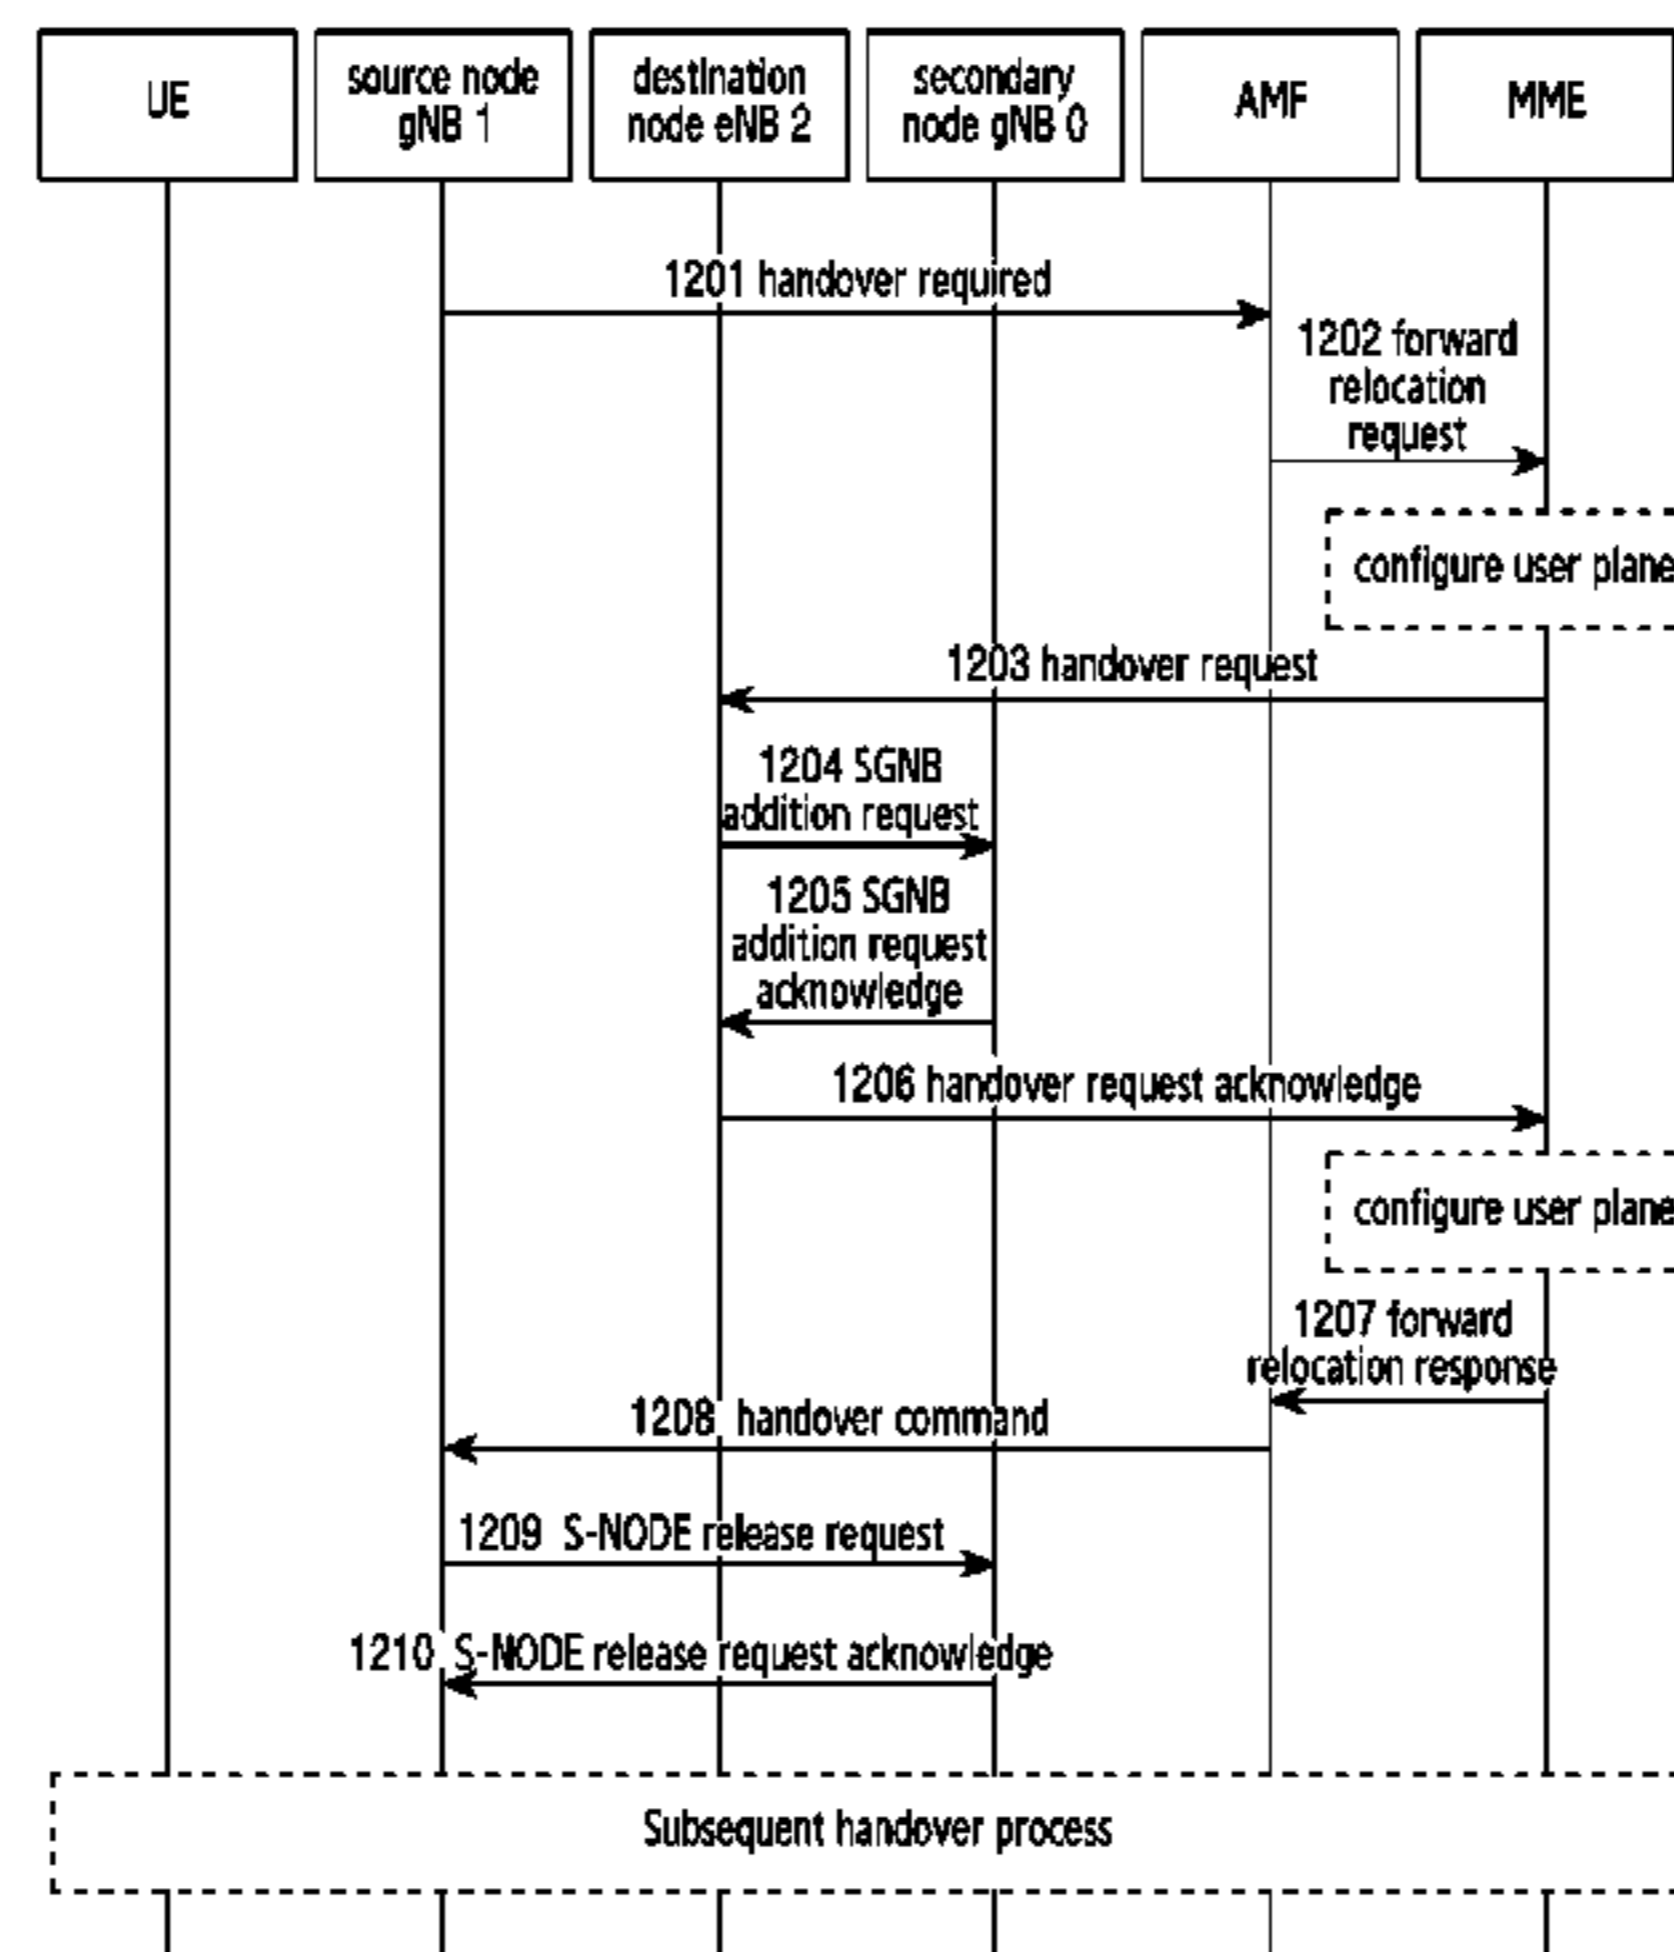 UE
source node
gNB 1
destination
node eNB 2
secondary
node gNB 0
AMF
MME
1201 handover required
1202 forward
relocation
request
configure user plane
1203 handover request
1204 SGNB
addition request
1205 SGNB
addition request
acknowledge
1206 handover request acknowledge
configure user plane
1207 forward
relocation response
1208 handover command
1209 S-NODE release request
1210 S-NODE release request acknowledge
Subsequent handover process